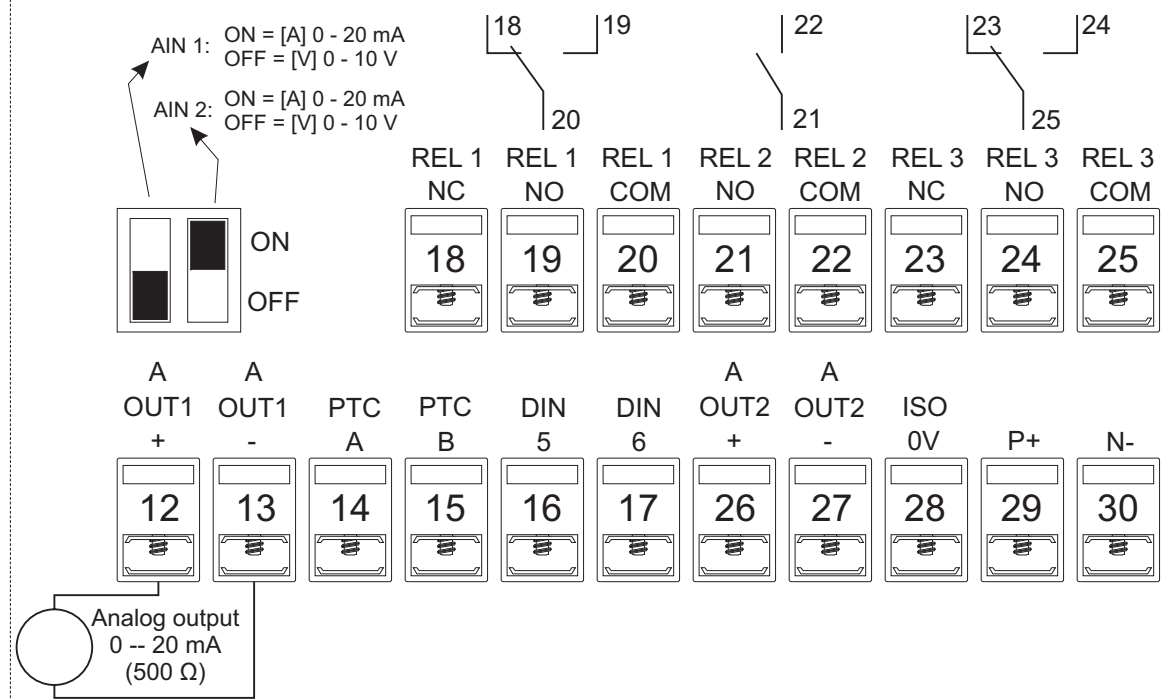 AIN 1: ON = [A] 0 - 20 mA
OFF = [V] 0 - 10 V
AIN 2: ON = [A] 0 - 20 mA
OFF = [V] 0 - 10 V
18 19 22 23 24
20 21 25
REL 1 REL 1 REL 1 REL 2 REL 2 REL 3 REL 3 REL 3
NC NO COM NO COM NC NO COM
ON
OFF
18 19 20 21 22 23 24 25
A A A A
OUT1 OUT1 PTC PTC DIN DIN OUT2 OUT2 ISO
+ - A B 5 6 + - 0V P+ N-
12 13 14 15 16 17 26 27 28 29 30
Analog output
0 -- 20 mA
(500 Ω)